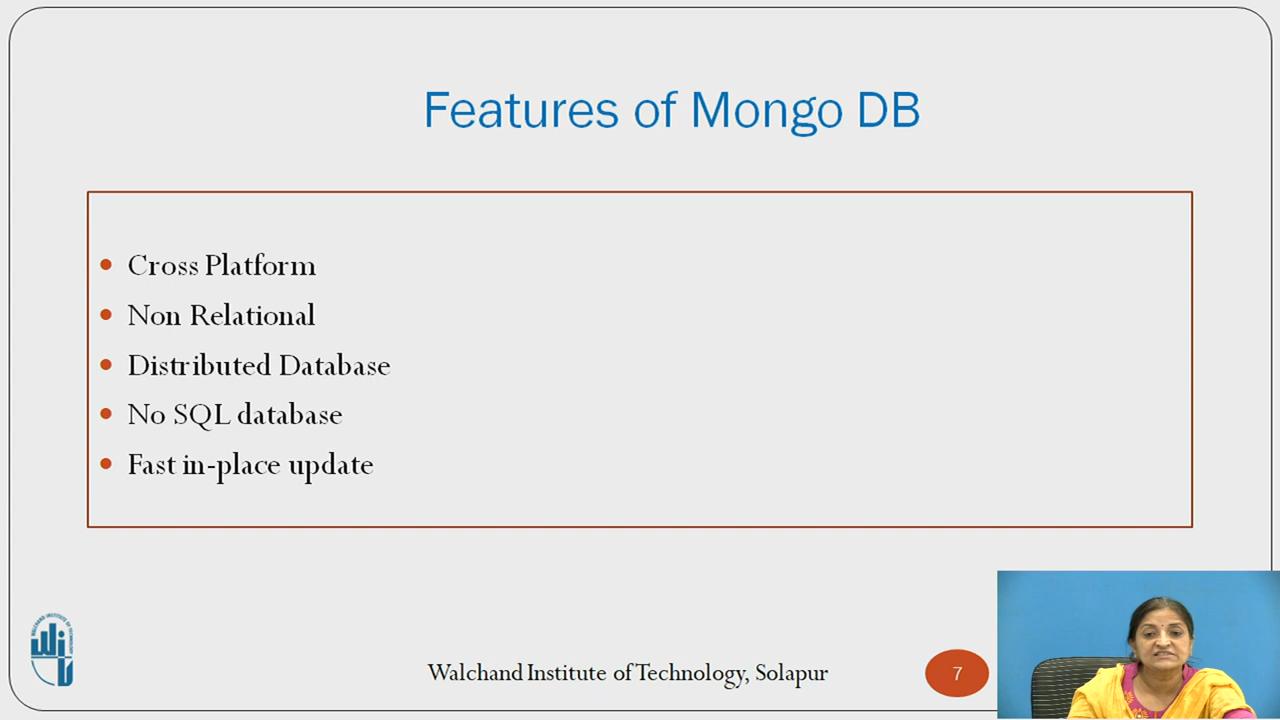 Features of Mongo DB
Cross Platform
Non Relational
Distributed Database
No SQL database
Fast in-place update
Walchand Institute of Technology, Solapur
7